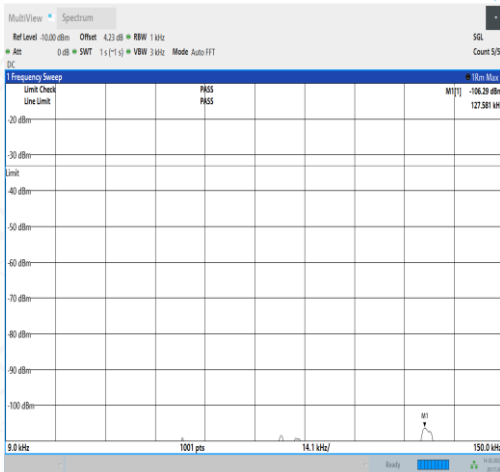 MultiView Spectrum
Ref Level -10.00 dBm Offset 4.23 dB RBW 1 kHz SGL
Att 0 dB SWT 1 s (~1 s) VBW 3 kHz Mode Auto FFT Count 5/5
DC
1 Frequency Sweep 1Rm Max
Limit Check PASS M1[1] -106.29 dBm
Line Limit PASS 127.581 kH
-20 dBm
-30 dBm
Limit
-40 dBm
-50 dBm
-60 dBm
-70 dBm
-80 dBm
-90 dBm
-100 dBm
M1
9.0 kHz 1001 pts 14.1 kHz/ 150.0 kHz
Ready